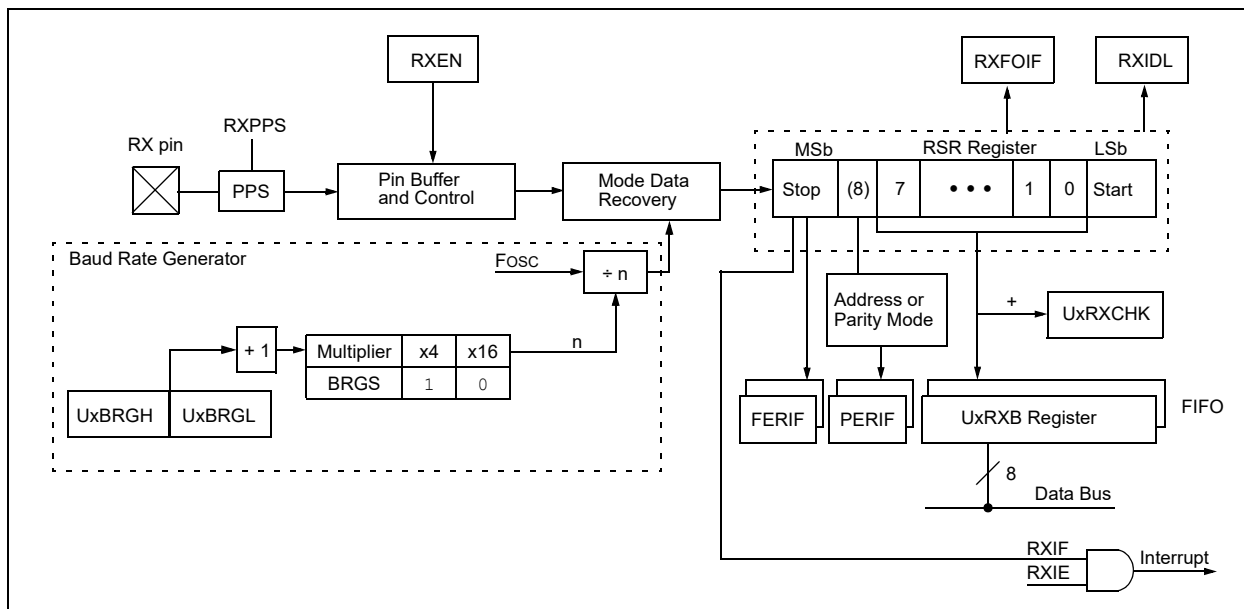 RXEN
RXFOIF
RXIDL
RXPPS
RX pin
MSb
RSR Register
LSb
PPS
Pin Buffer
and Control
Mode Data
Recovery
Stop
(8)
7
• • •
1
0
Start
Baud Rate Generator
FOSC
÷ n
Address or
Parity Mode
+
UxRXCHK
+ 1
Multiplier
x4
x16
n
BRGS
1
0
UxBRGH
UxBRGL
FERIF
PERIF
UxRXB Register
FIFO
8
Data Bus
RXIF
RXIE
Interrupt